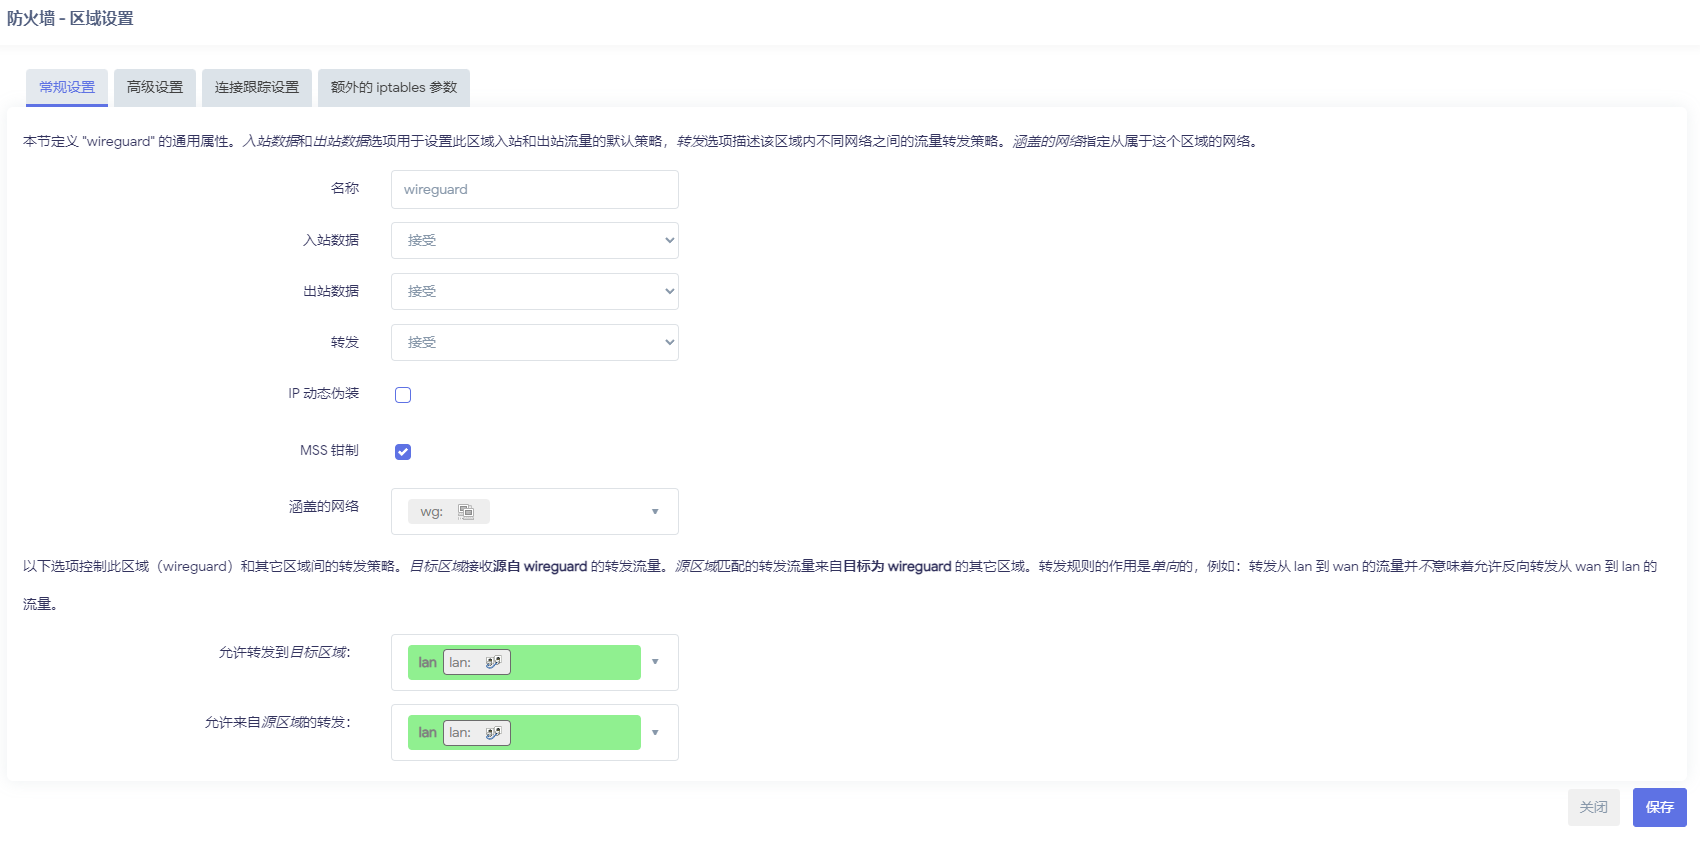 防火墙 - 区域设置
常规设置 高级设置 连接跟踪设置 额外的 iptables 参数
本节定义 "wireguard" 的通用属性。入站数据和出站数据选项用于设置此区域入站和出站流量的默认策略，转发选项描述该区域内不同网络之间的流量转发策略。涵盖的网络指定从属于这个区域的网络。
名称 wireguard
入站数据 接受
出站数据 接受
转发 接受
IP 动态伪装
MSS 钳制
涵盖的网络 wg:
以下选项控制此区域（wireguard）和其它区域间的转发策略。目标区域接收源自 wireguard 的转发流量。源区域匹配的转发流量来自目标为 wireguard 的其它区域。转发规则的作用是单向的，例如：转发从 lan 到 wan 的流量并不意味着允许反向转发从 wan 到 lan 的
流量。
允许转发到目标区域： lan lan:
允许来自源区域的转发： lan lan:
关闭 保存